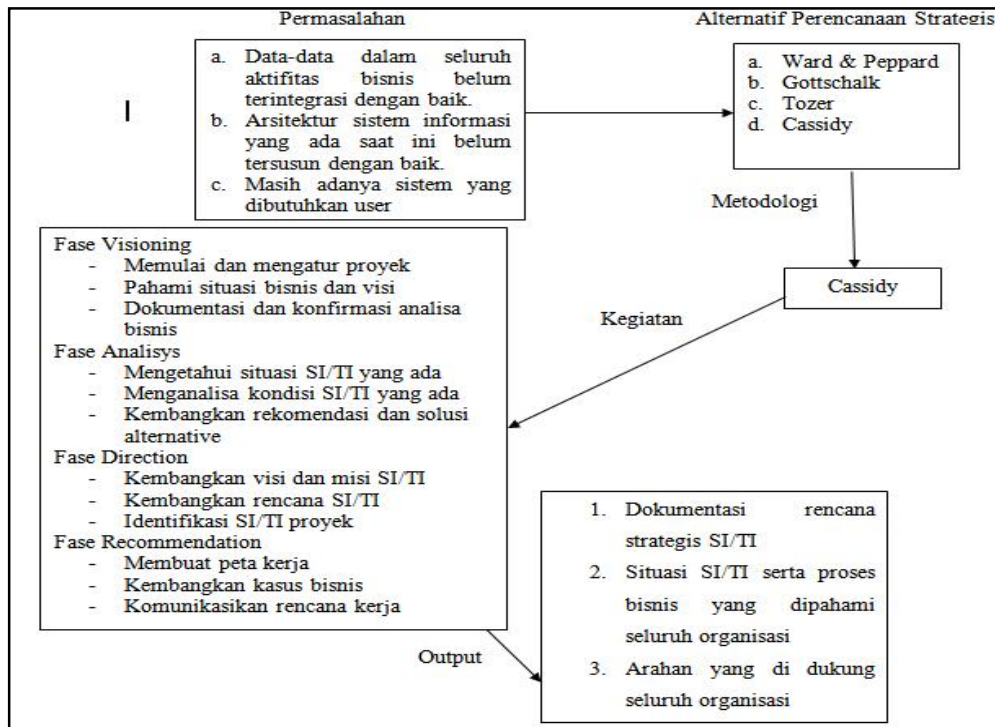 Permasalahan
a. Data-data dalam seluruh
aktifitas bisnis belum
terintegrasi dengan baik.
b. Arsitektur sistem informasi
yang ada saat ini belum
tersusun dengan baik.
c. Masih adanya sistem yang
dibutuhkan user
Alternatif Perencanaan Strategis
a. Ward & Peppard
b. Gottschalk
c. Tozer
d. Cassidy
Metodologi
Cassidy
Kegiatan
Fase Visioning
- Memulai dan mengatur proyek
- Pahami situasi bisnis dan visi
- Dokumentasi dan konfirmasi analisa
bisnis
Fase Analisys
- Mengetahui situasi SI/TI yang ada
- Menganalisa kondisi SI/TI yang ada
- Kembangkan rekomendasi dan solusi
alternative
Fase Direction
- Kembangkan visi dan misi SI/TI
- Kembangkan rencana SI/TI
- Identifikasi SI/TI proyek
Fase Recommendation
- Membuat peta kerja
- Kembangkan kasus bisnis
- Komunikasikan rencana kerja
Output
1. Dokumentasi rencana
strategis SI/TI
2. Situasi SI/TI serta proses
bisnis yang dipahami
seluruh organisasi
3. Arahan yang di dukung
seluruh organisasi